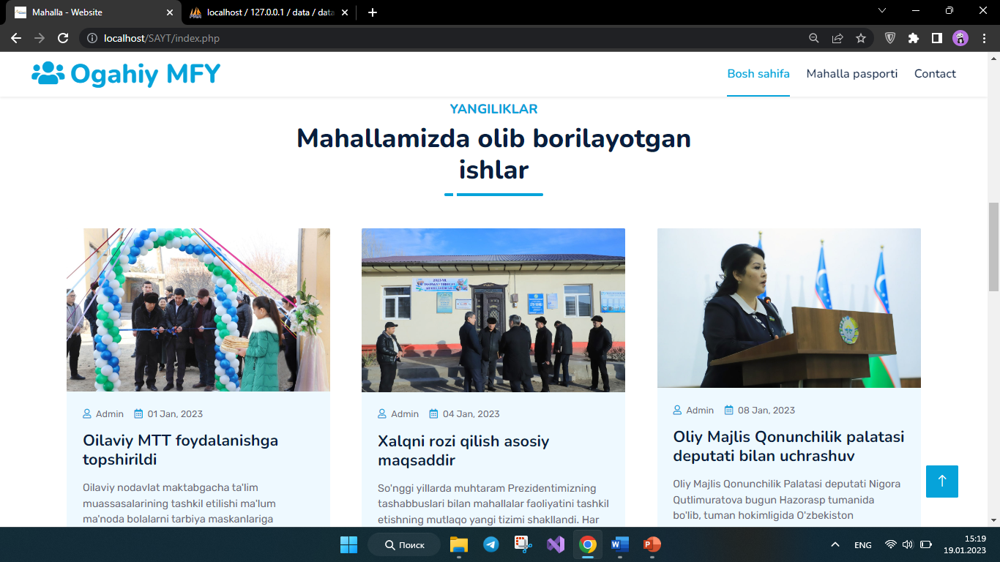 Mahalla - Website
localhost / 127.0.0.1 / data / data
localhost/SAYT/index.php
Ogahiy MFY
Bosh sahifa
Mahalla pasporti
Contact
YANGILIKLAR
Mahallamizda olib borilayotgan
ishlar
Admin
01 Jan, 2023
Oilaviy MTT foydalanishga
topshirildi
Oilaviy nodavlat maktabgacha ta'lim
muassasalarining tashkil etilishi ma'lum
ma'noda bolalarni tarbiya maskanlariga
2023-YIL
Admin
04 Jan, 2023
Xalqni rozi qilish asosiy
maqsaddir
So'nggi yillarda muhtaram Prezidentimizning
tashabbuslari bilan mahallalar faoliyatini tashkil
etishning mutlaqo yangi tizimi shakllandi. Har
Admin
08 Jan, 2023
Oliy Majlis Qonunchilik palatasi
deputati bilan uchrashuv
Oliy Majlis Qonunchilik Palatasi deputati Nigora
Qutlimuratova bugun Hazorasp tumanida
bo'lib, tuman hokimligida O'zbekiston
Поиск
ENG
15:19
19.01.2023